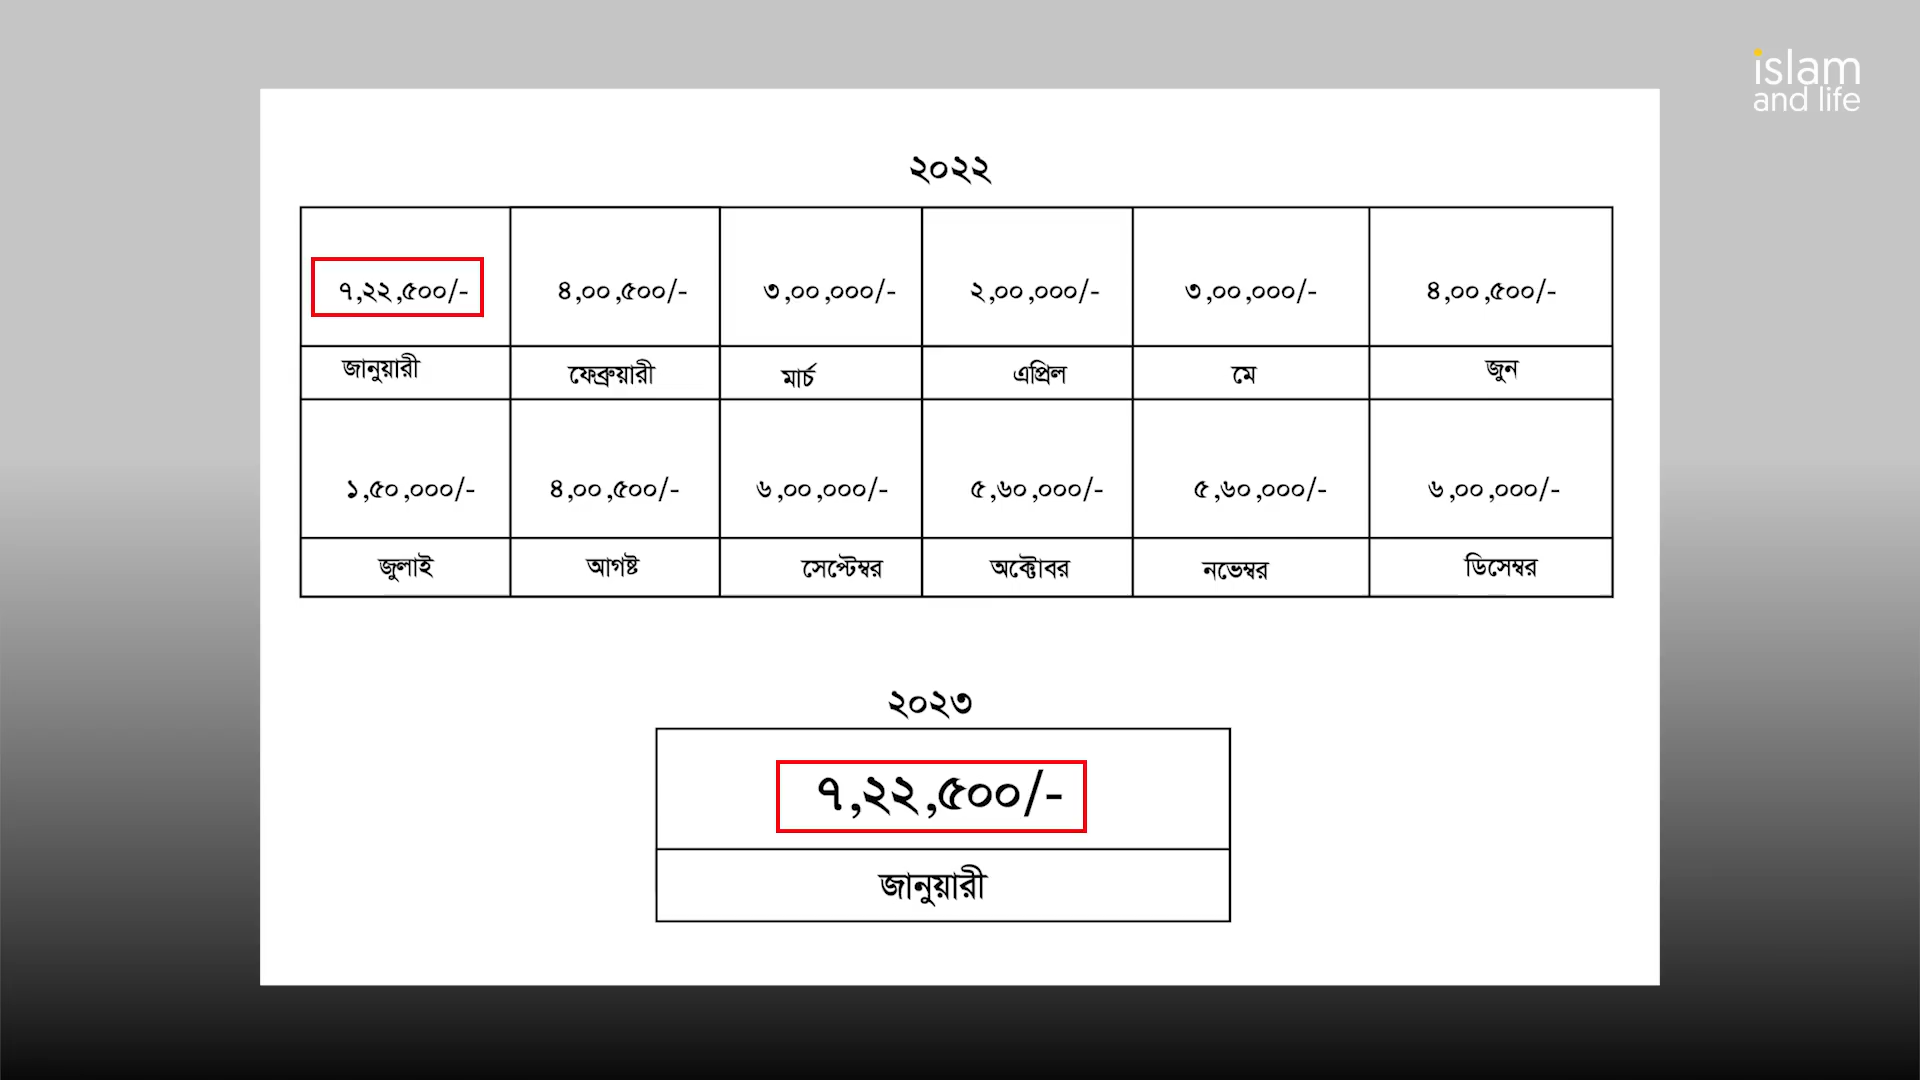 islam
and life
২০২২
৭,২২,৫০০/- ৪,০০,৫০০/- ৩,০০,০০০/- ২,০০,০০০/- ৩,০০,০০০/- ৪,০০,৫০০/-
জানুয়ারী ফেব্রুয়ারী মার্চ এপ্রিল মে জুন
১,৫০,০০০/- ৪,০০,৫০০/- ৬,০০,০০০/- ৫,৬০,০০০/- ৫,৬০,০০০/- ৬,০০,০০০/-
জুলাই আগষ্ট সেপ্টেম্বর অক্টোবর নভেম্বর ডিসেম্বর
২০২৩
৭,২২,৫০০/-
জানুয়ারী